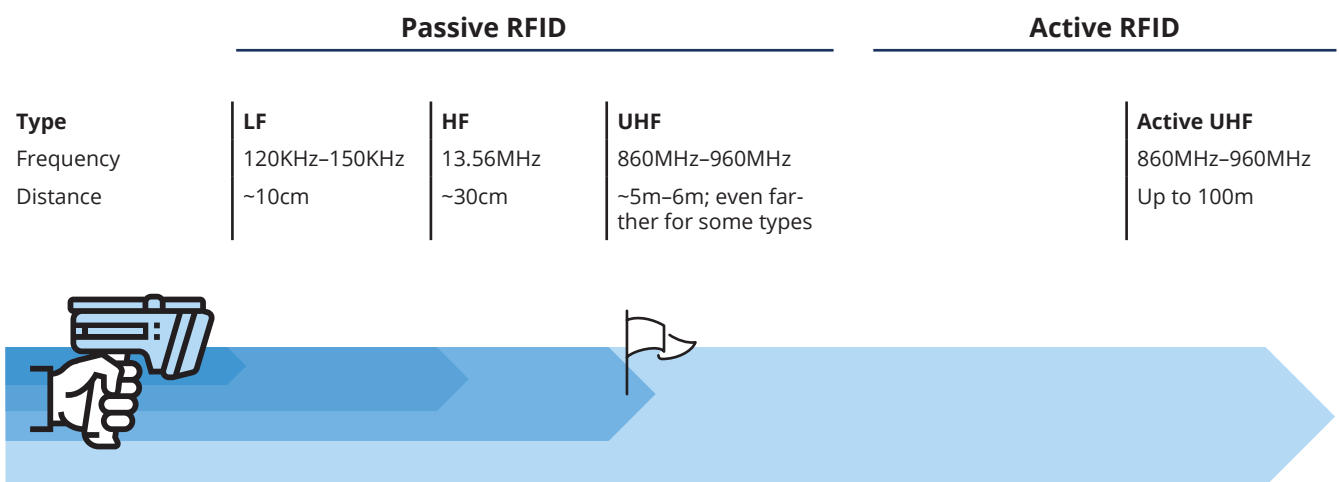 Passive RFID Active RFID
Type LF HF UHF Active UHF
Frequency 120KHz–150KHz 13.56MHz 860MHz–960MHz 860MHz–960MHz
Distance ~10cm ~30cm ~5m–6m; even far- Up to 100m
ther for some types